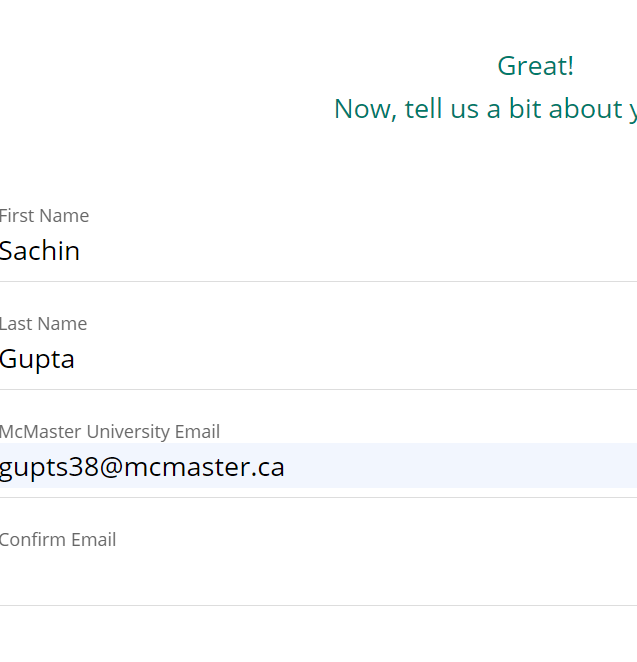 Great!
Now, tell us a bit about
First Name
Sachin
Last Name
Gupta
McMaster University Email
gupts38@mcmaster.ca
Confirm Email